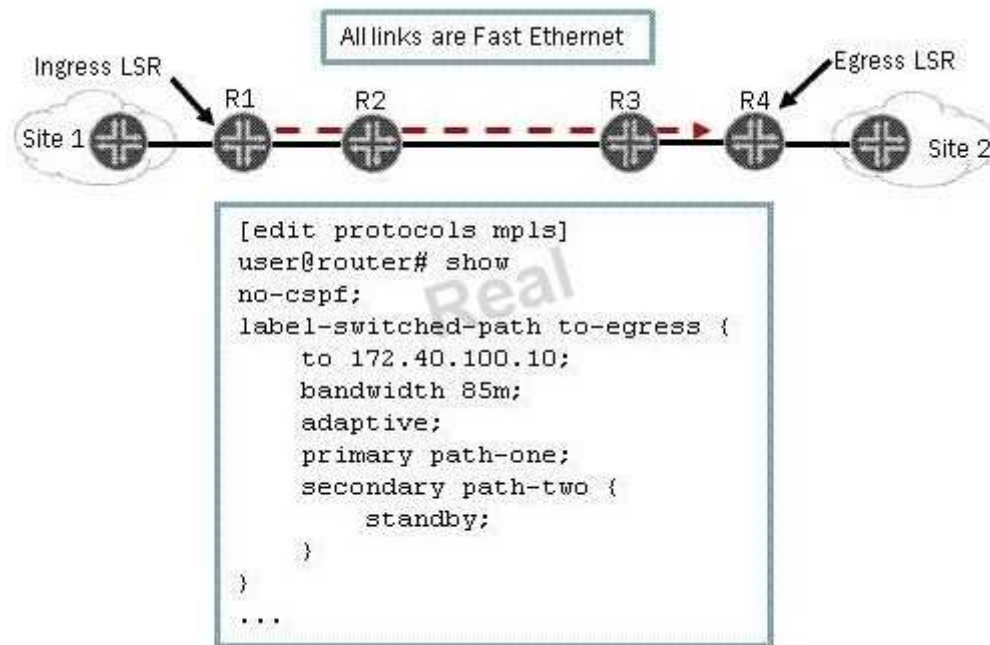 All links are Fast Ethernet
Ingress LSR
Egress LSR
R1
R2
R3
R4
Site 1
Site 2
[edit protocols mpls]
user@router# show
no-cspf;
label-switched-path to-egress {
to 172.40.100.10;
bandwidth 85m;
adaptive;
primary path-one;
secondary path-two {
standby;
}
}
...
Real